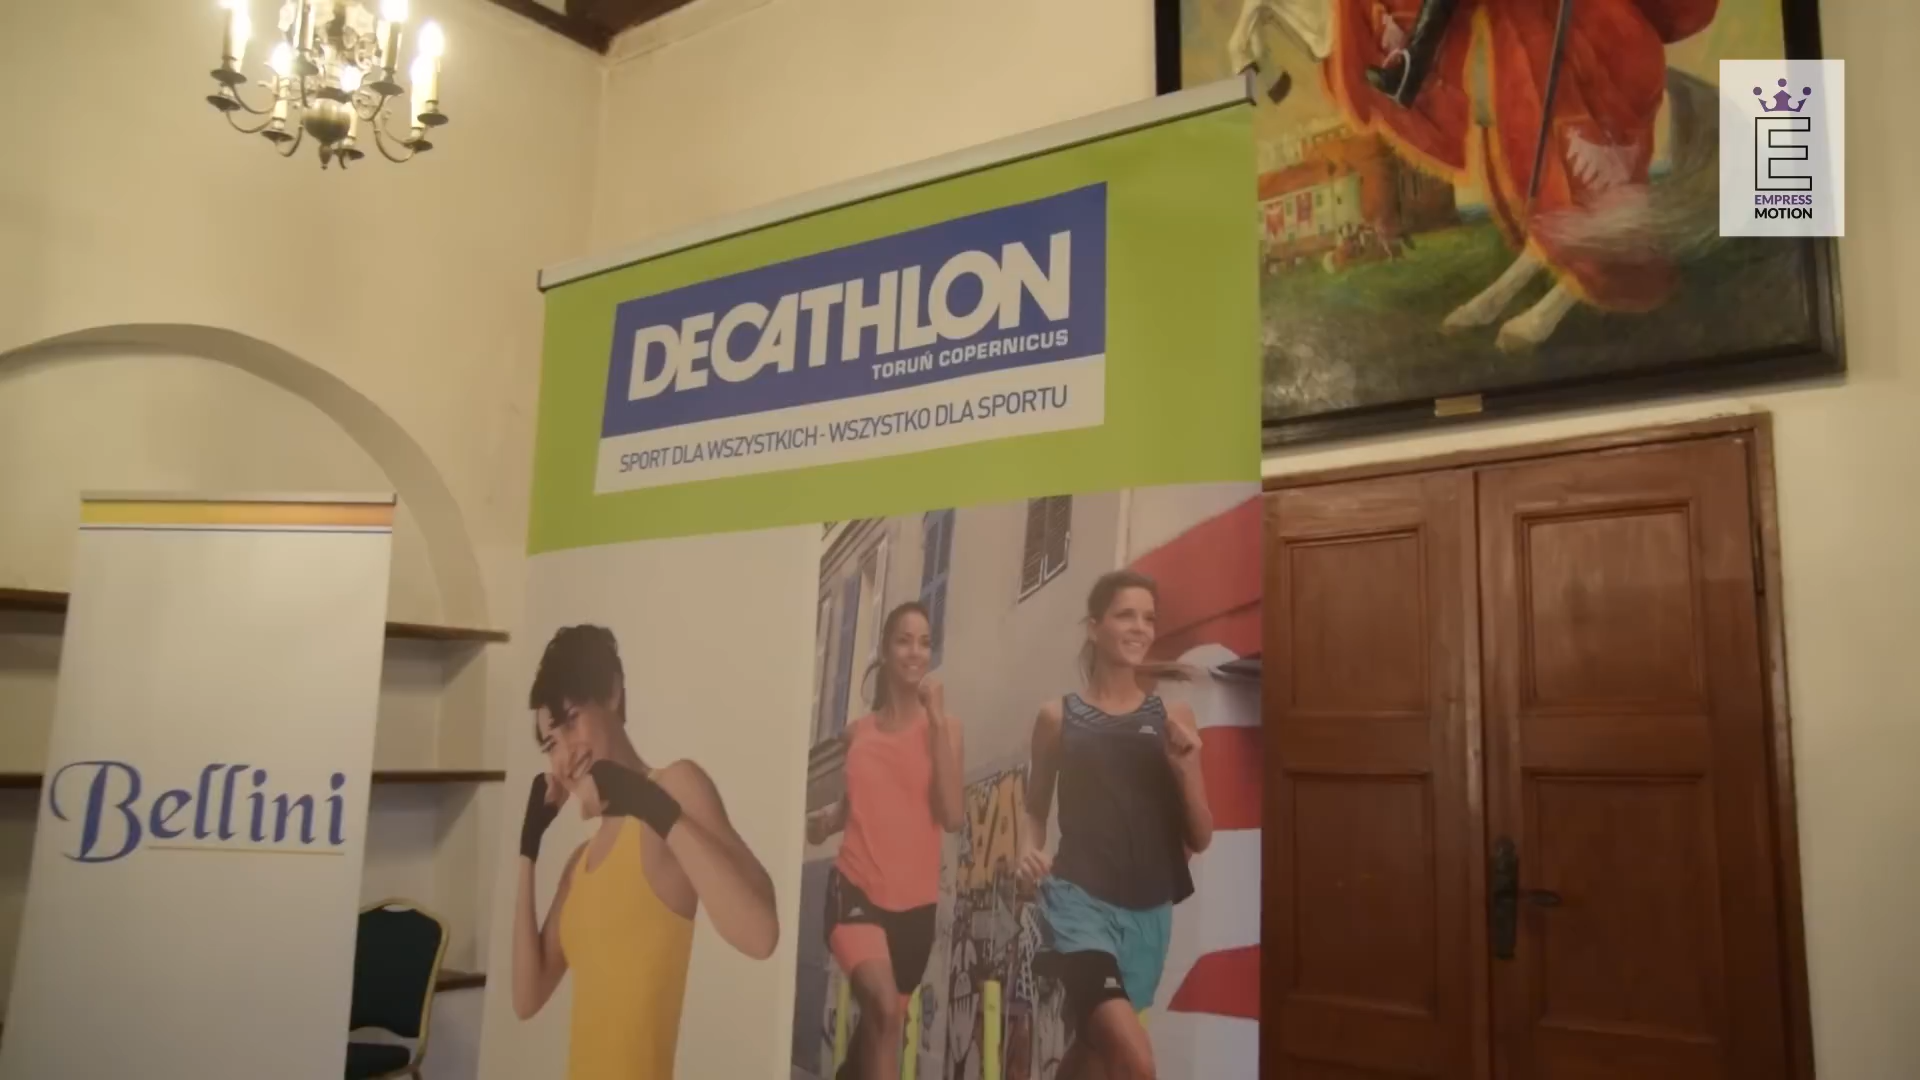 DECATHLON
TORUŃ COPERNICUS
SPORT DLA WSZYSTKICH - WSZYSTKO DLA SPORTU
Bellini
E
EMPRESS
MOTION